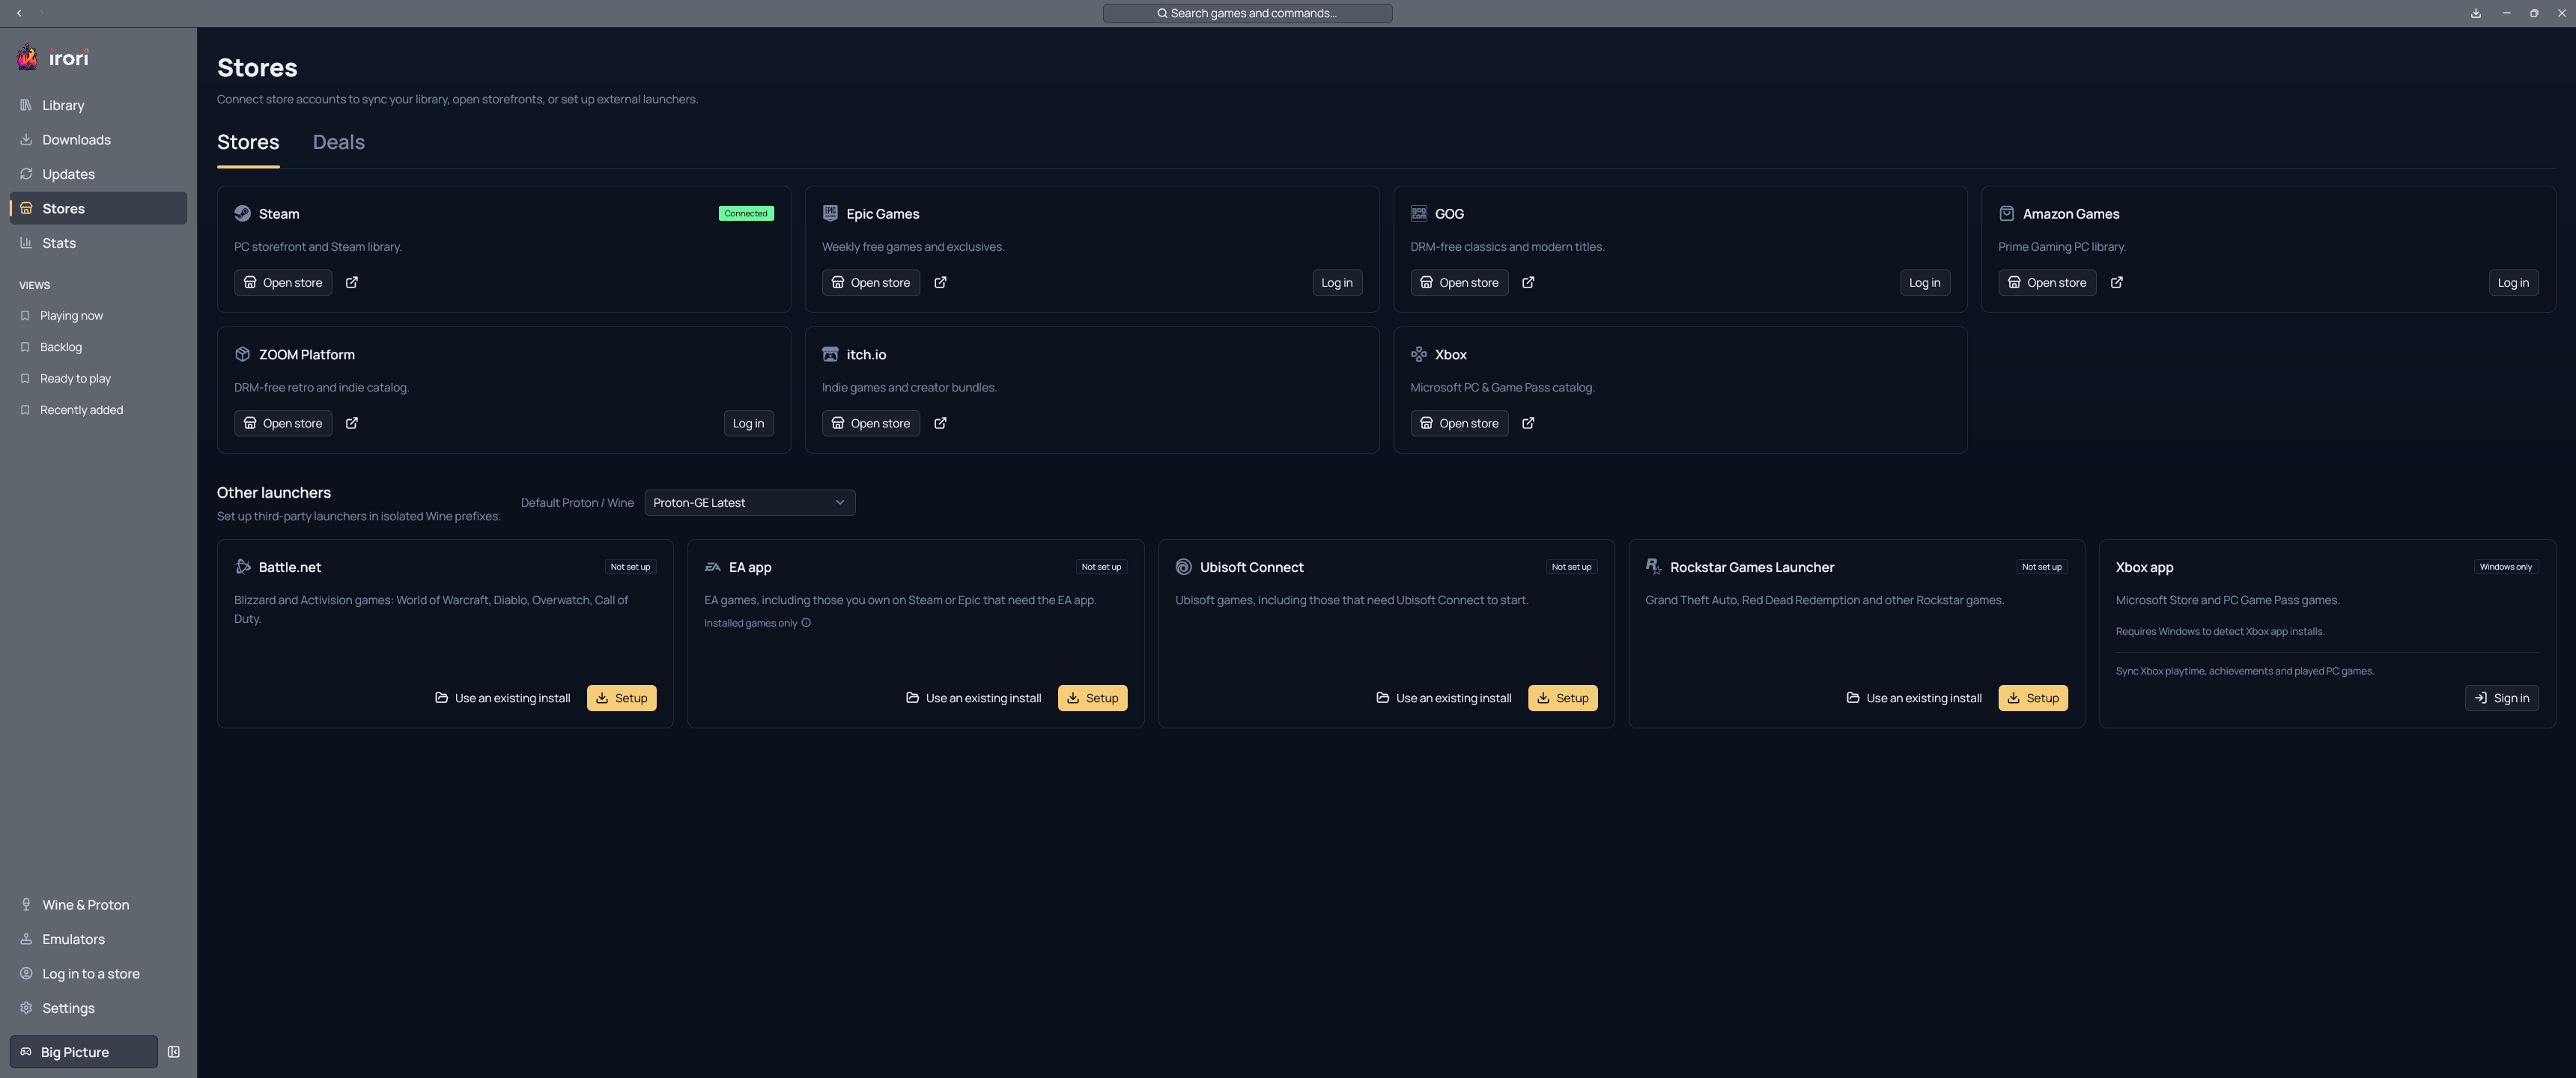 Search games and commands...
irori
Library
Downloads
Updates
Stores
Stats
VIEWS
Playing now
Backlog
Ready to play
Recently added
Wine & Proton
Emulators
Log in to a store
Settings
Big Picture
Stores
Connect store accounts to sync your library, open storefronts, or set up external launchers.
Stores Deals
Steam Connected
PC storefront and Steam library.
Open store
Epic Games
Weekly free games and exclusives.
Open store Log in
GOG
DRM-free classics and modern titles.
Open store Log in
Amazon Games
Prime Gaming PC library.
Open store Log in
ZOOM Platform
DRM-free retro and indie catalog.
Open store Log in
itch.io
Indie games and creator bundles.
Open store
Xbox
Microsoft PC & Game Pass catalog.
Open store
Other launchers
Set up third-party launchers in isolated Wine prefixes.
Default Proton / Wine Proton-GE Latest
Battle.net Not set up
Blizzard and Activision games: World of Warcraft, Diablo, Overwatch, Call of
Duty.
Use an existing install Setup
EA app Not set up
EA games, including those you own on Steam or Epic that need the EA app.
Installed games only
Use an existing install Setup
Ubisoft Connect Not set up
Ubisoft games, including those that need Ubisoft Connect to start.
Use an existing install Setup
Rockstar Games Launcher Not set up
Grand Theft Auto, Red Dead Redemption and other Rockstar games.
Use an existing install Setup
Xbox app Windows only
Microsoft Store and PC Game Pass games.
Requires Windows to detect Xbox app installs.
Sync Xbox playtime, achievements and played PC games.
Sign in